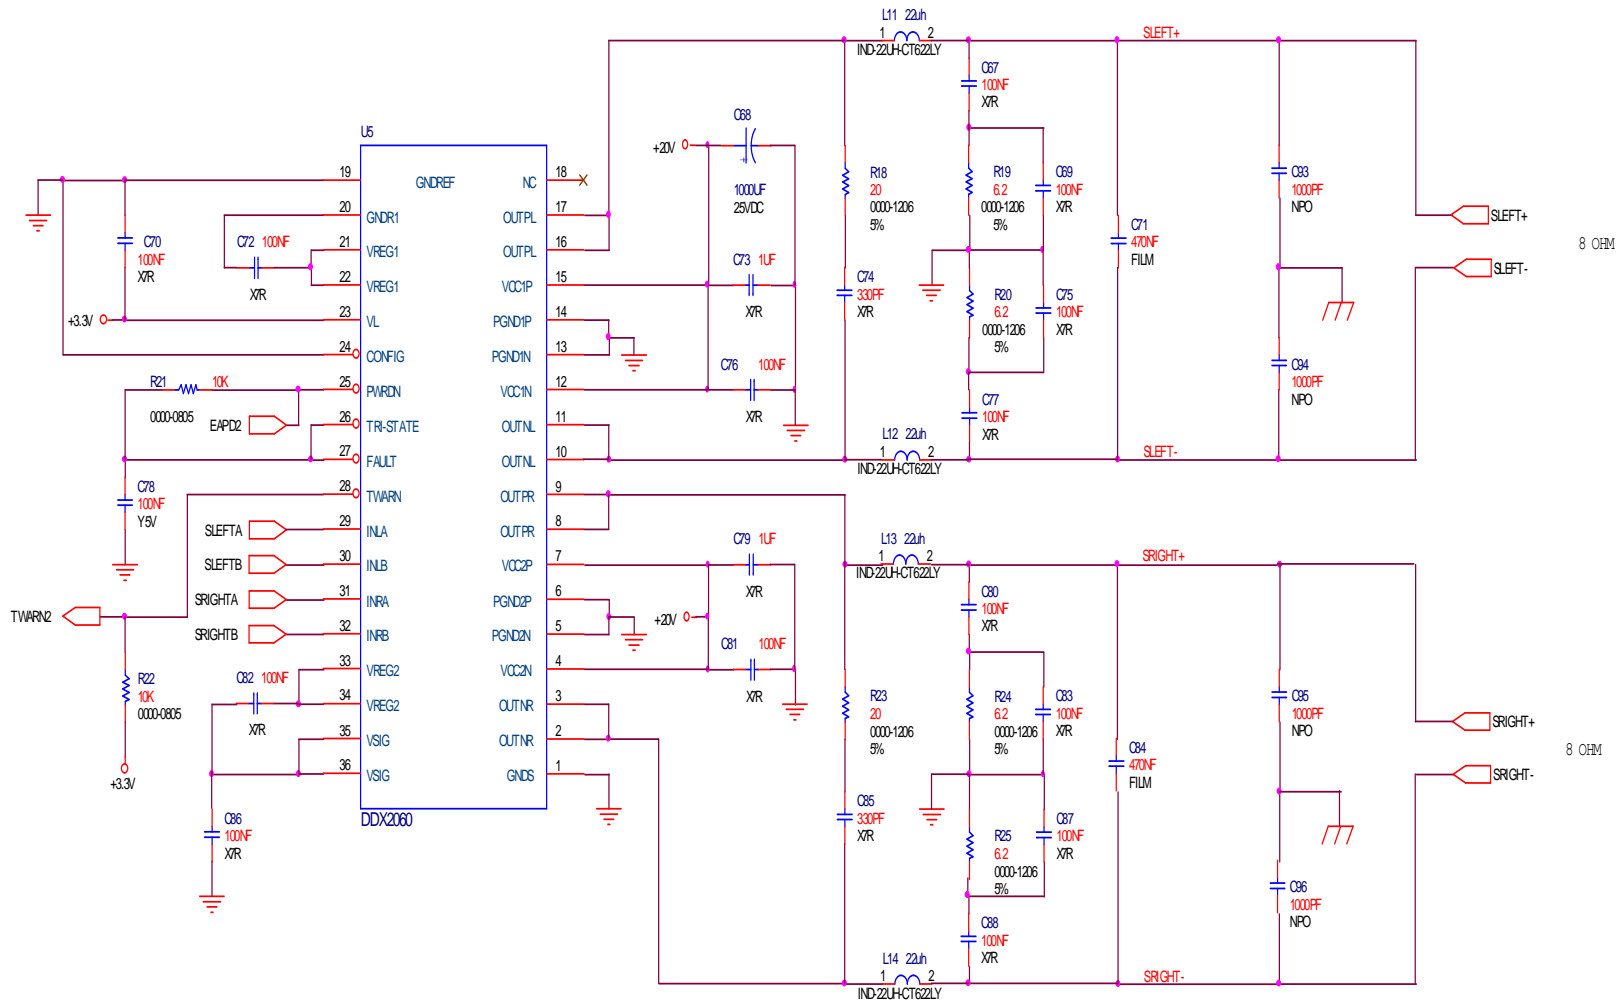 L11 22uh
1 2
IND-22UH-CT622LY
SLEFT+
C67
100NF
X7R
C68
+20V
1000UF
25VDC
U5
19 GNDREF NC 18
20 GNDR1 OUTPL 17
21 VREG1 OUTPL 16
22 VREG1 VCC1P 15
23 VL PGND1P 14
24 CONFIG PGND1N 13
25 PWRDN VCC1N 12
26 TRI-STATE OUTNL 11
27 FAULT OUTNL 10
28 TWARN OUTPR 9
29 INLA OUTPR 8
30 INLB VCC2P 7
31 INRA PGND2P 6
32 INRB PGND2N 5
33 VREG2 VCC2N 4
34 VREG2 OUTNR 3
35 VSIG OUTNR 2
36 VSIG GNDS 1
DDX2060
C70
100NF
X7R
C72 100NF
X7R
+3.3V
R21 10K
0000-0805
EAPD2
C78
100NF
Y5V
SLEFTA
SLEFTB
SRIGHTA
SRIGHTB
TWARN2
R22
10K
0000-0805
+3.3V
C82 100NF
X7R
C86
100NF
X7R
C73 1UF
X7R
C76 100NF
X7R
C79 1UF
X7R
+20V
C81 100NF
X7R
R18
20
0000-1206
5%
C74
330PF
X7R
R19
6.2
0000-1206
5%
C69
100NF
X7R
R20
6.2
0000-1206
5%
C75
100NF
X7R
C77
100NF
X7R
C71
470NF
FILM
C93
1000PF
NPO
C94
1000PF
NPO
SLEFT+
8 OHM
SLEFT-
L12 22uh
1 2
IND-22UH-CT622LY
SLEFT-
L13 22uh
1 2
IND-22UH-CT622LY
SRIGHT+
C80
100NF
X7R
R23
20
0000-1206
5%
C85
330PF
X7R
R24
6.2
0000-1206
5%
C83
100NF
X7R
R25
6.2
0000-1206
5%
C87
100NF
X7R
C88
100NF
X7R
C84
470NF
FILM
C95
1000PF
NPO
C96
1000PF
NPO
SRIGHT+
8 OHM
SRIGHT-
L14 22uh
1 2
IND-22UH-CT622LY
SRIGHT-